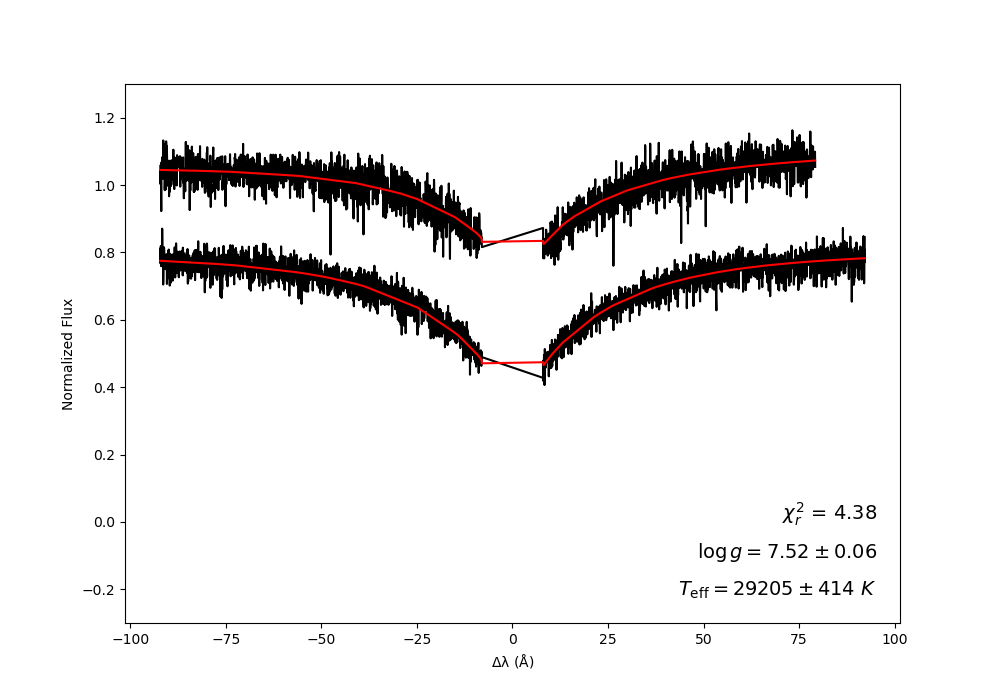 1.2
1.0
0.8
0.6
0.4
0.2
0.0
−0.2
Normalized Flux
χ²ᵣ = 4.38
log g = 7.52 ± 0.06
T_eff = 29205 ± 414 K
−100 −75 −50 −25 0 25 50 75 100
Δλ (Å)